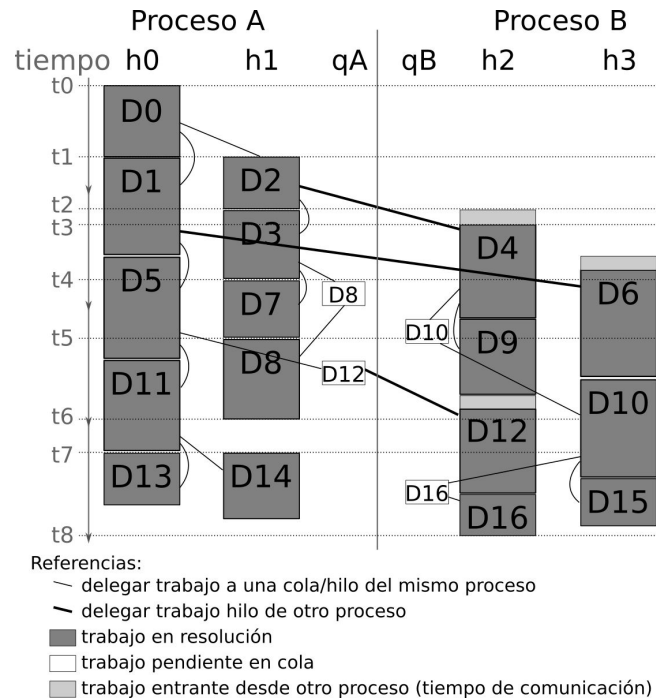 Proceso A Proceso B
tiempo h0 h1 qA qB h2 h3
t0
D0
t1
D1 D2
t2
t3
D3 D4
t4
D5 D7 D8 D6
t5
D10 D9
D8
D11 D12 D10
t6
D12
t7
D13 D14 D16 D15
D16
t8
Referencias:
delegar trabajo a una cola/hilo del mismo proceso
delegar trabajo hilo de otro proceso
trabajo en resolución
trabajo pendiente en cola
trabajo entrante desde otro proceso (tiempo de comunicación)